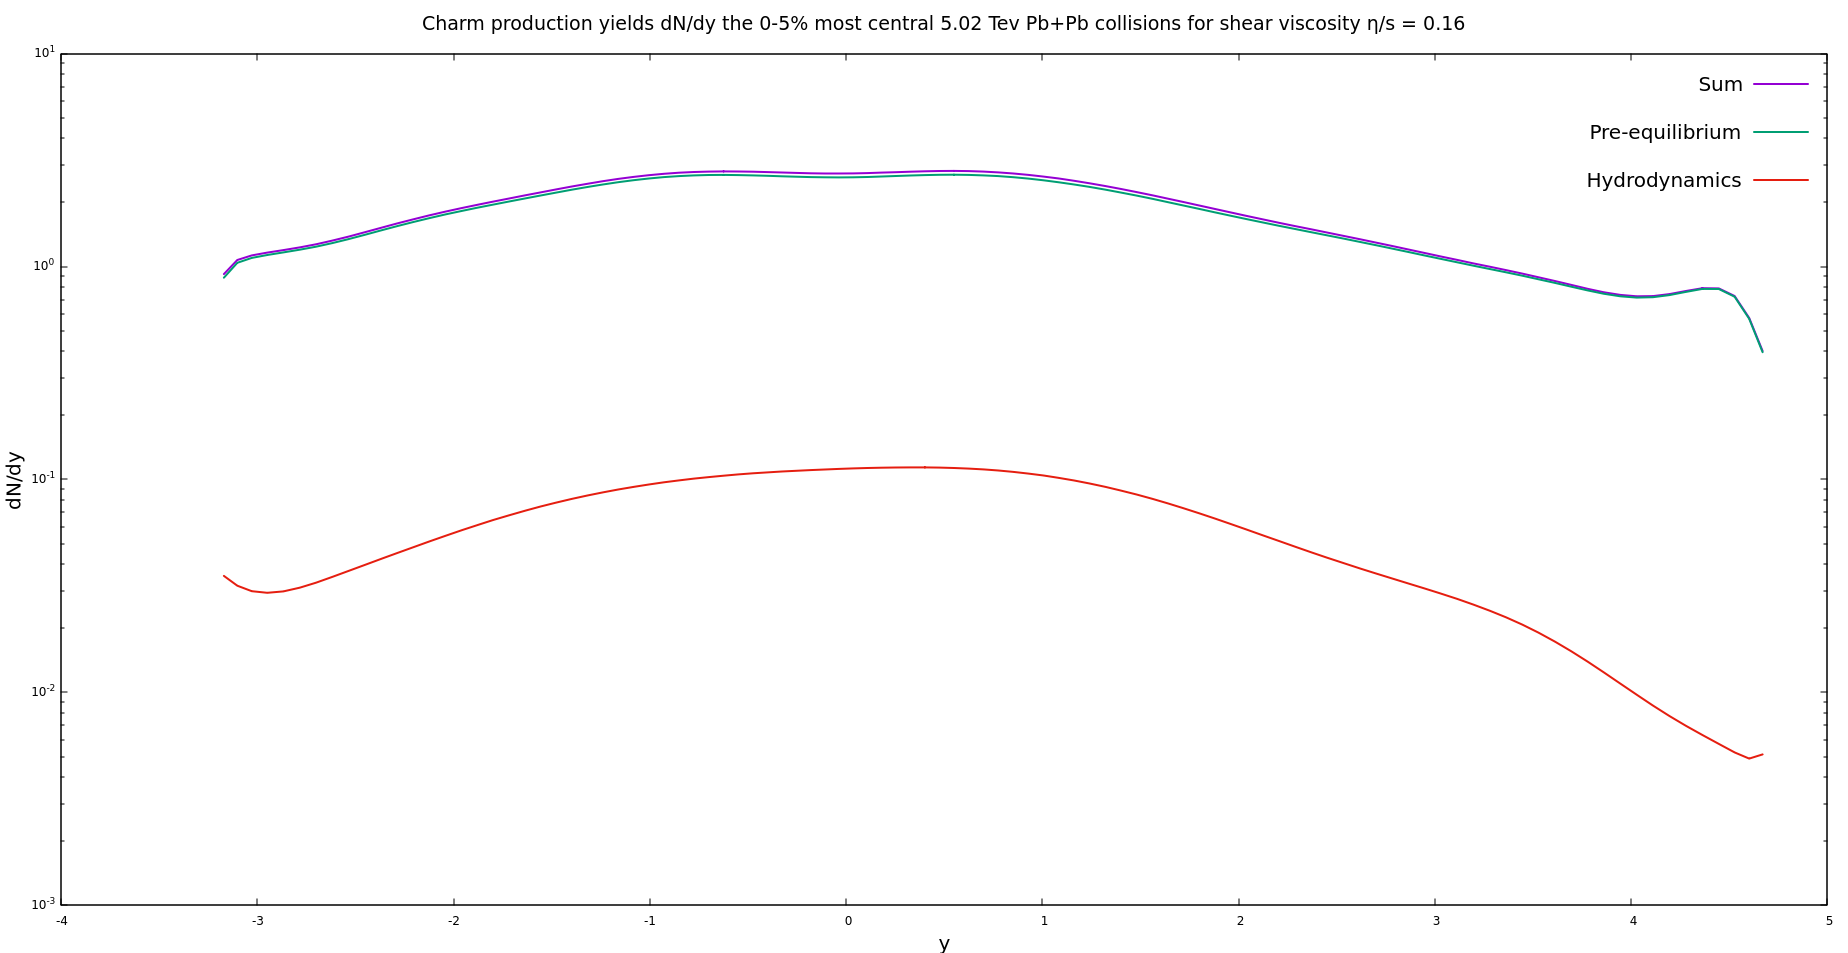 Charm production yields dN/dy the 0-5% most central 5.02 Tev Pb+Pb collisions for shear viscosity η/s = 0.16
Sum
Pre-equilibrium
Hydrodynamics
10¹
10⁰
10⁻¹
10⁻²
10⁻³
dN/dy
-4 -3 -2 -1 0 1 2 3 4 5
y